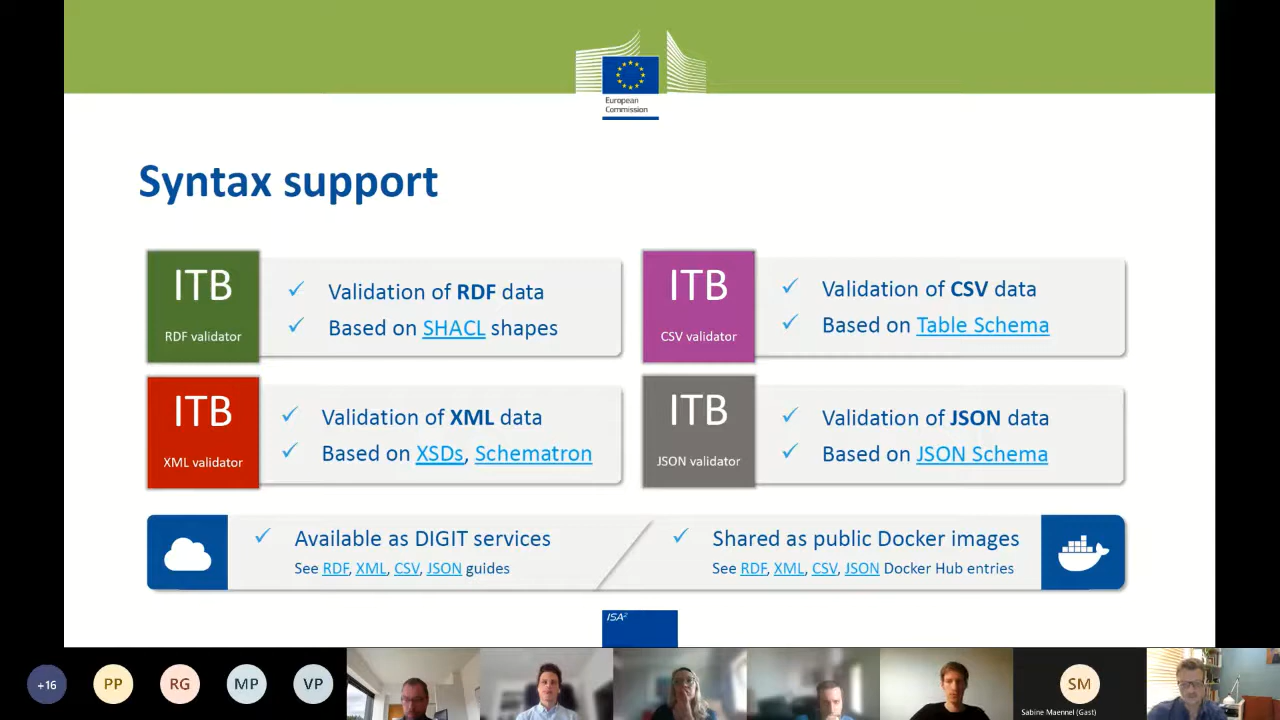 European
Commission
Syntax support
ITB
RDF validator
✓ Validation of RDF data
✓ Based on SHACL shapes
ITB
CSV validator
✓ Validation of CSV data
✓ Based on Table Schema
ITB
XML validator
✓ Validation of XML data
✓ Based on XSDs, Schematron
ITB
JSON validator
✓ Validation of JSON data
✓ Based on JSON Schema
✓ Available as DIGIT services
See RDF, XML, CSV, JSON guides
✓ Shared as public Docker images
See RDF, XML, CSV, JSON Docker Hub entries
ISA²
+16
PP
RG
MP
VP
SM
Sabine Maennel (Gast)